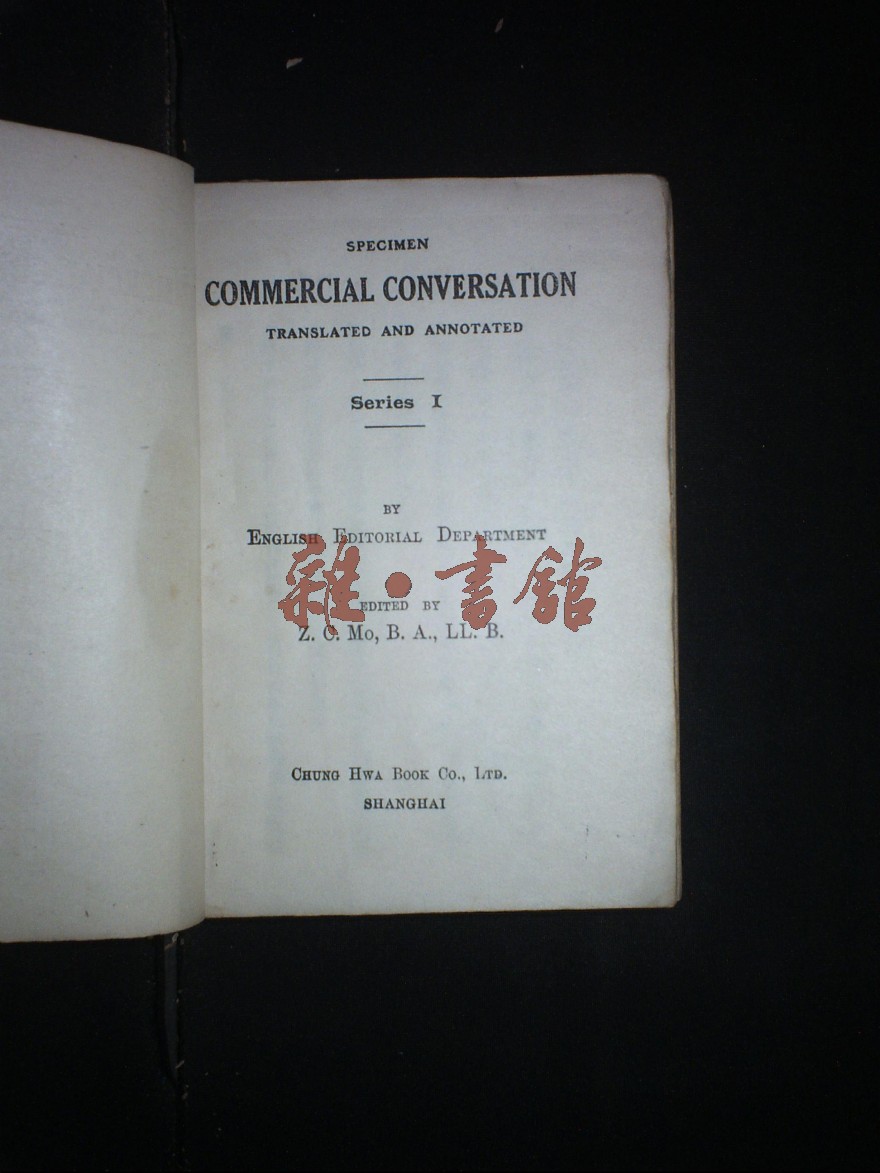 SPECIMEN
COMMERCIAL CONVERSATION
TRANSLATED AND ANNOTATED
Series I
BY
ENGLISH EDITORIAL DEPARTMENT
雜·書館
EDITED BY
Z. C. MO, B. A., LL. B.
CHUNG HWA BOOK CO., LTD.
SHANGHAI